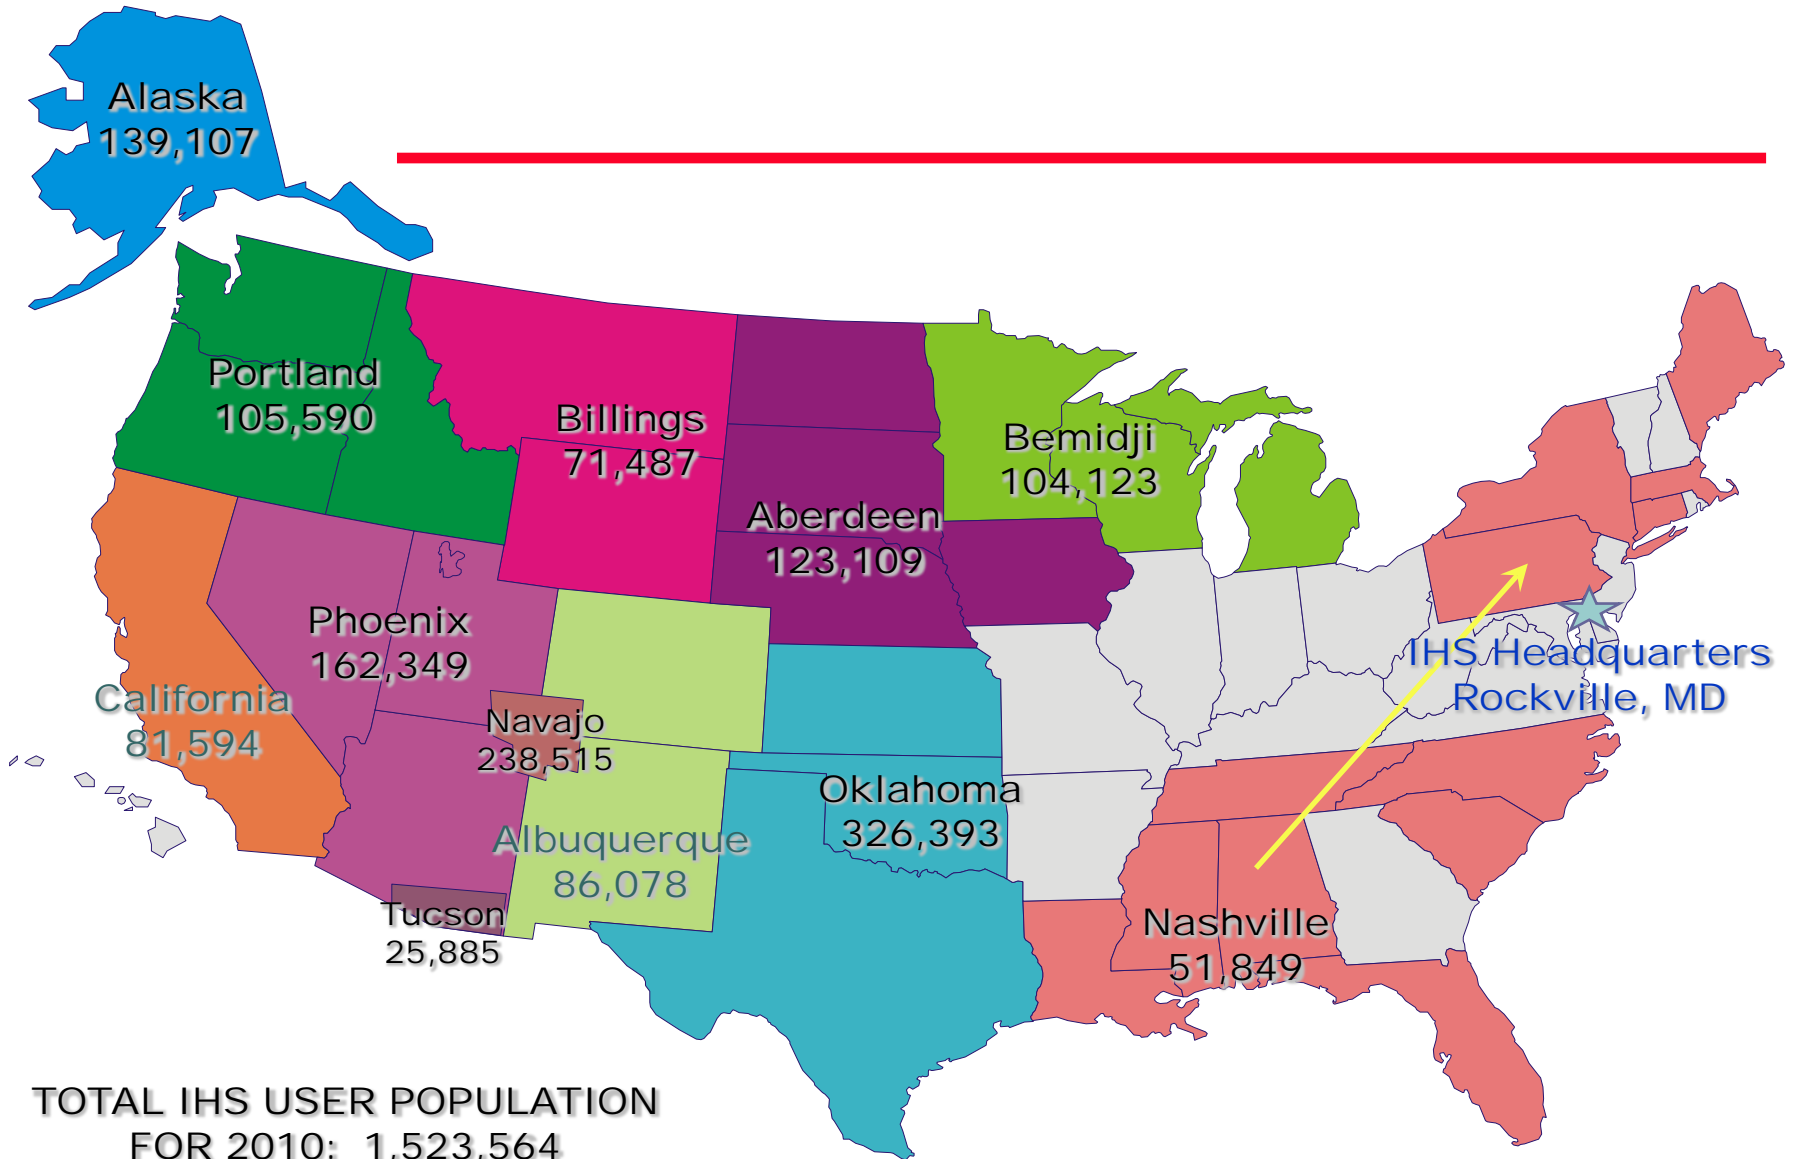 Alaska
139,107
Portland
105,590
Billings
71,487
Bemidji
104,123
Aberdeen
123,109
Phoenix
162,349
IHS Headquarters
Rockville, MD
California
81,594
Navajo
238,515
Oklahoma
326,393
Albuquerque
86,078
Tucson
25,885
Nashville
51,849
TOTAL IHS USER POPULATION
FOR 2010: 1,523,564